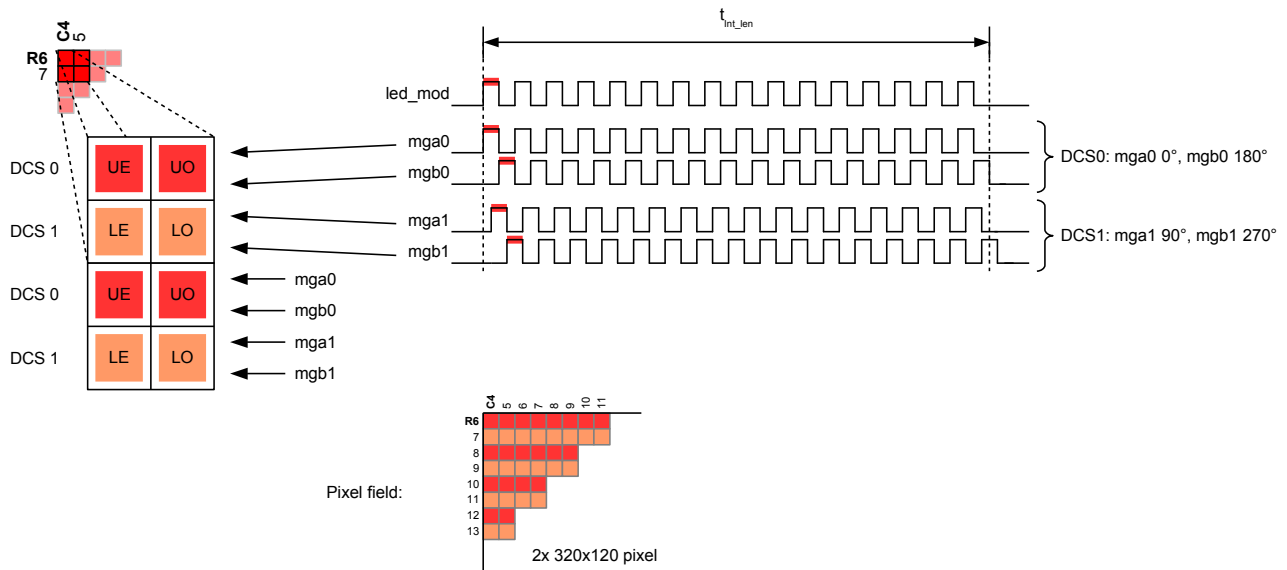 t Int_len
C4
5
R6
7
led_mod
DCS 0
UE UO
mga0
mgb0
DCS0: mga0 0°, mgb0 180°
DCS 1
LE LO
mga1
mgb1
DCS1: mga1 90°, mgb1 270°
DCS 0
UE UO
mga0
mgb0
DCS 1
LE LO
mga1
mgb1
C4 5 6 7 8 9 10 11
R6
7
8
9
10
11
12
13
Pixel field:
2x 320x120 pixel